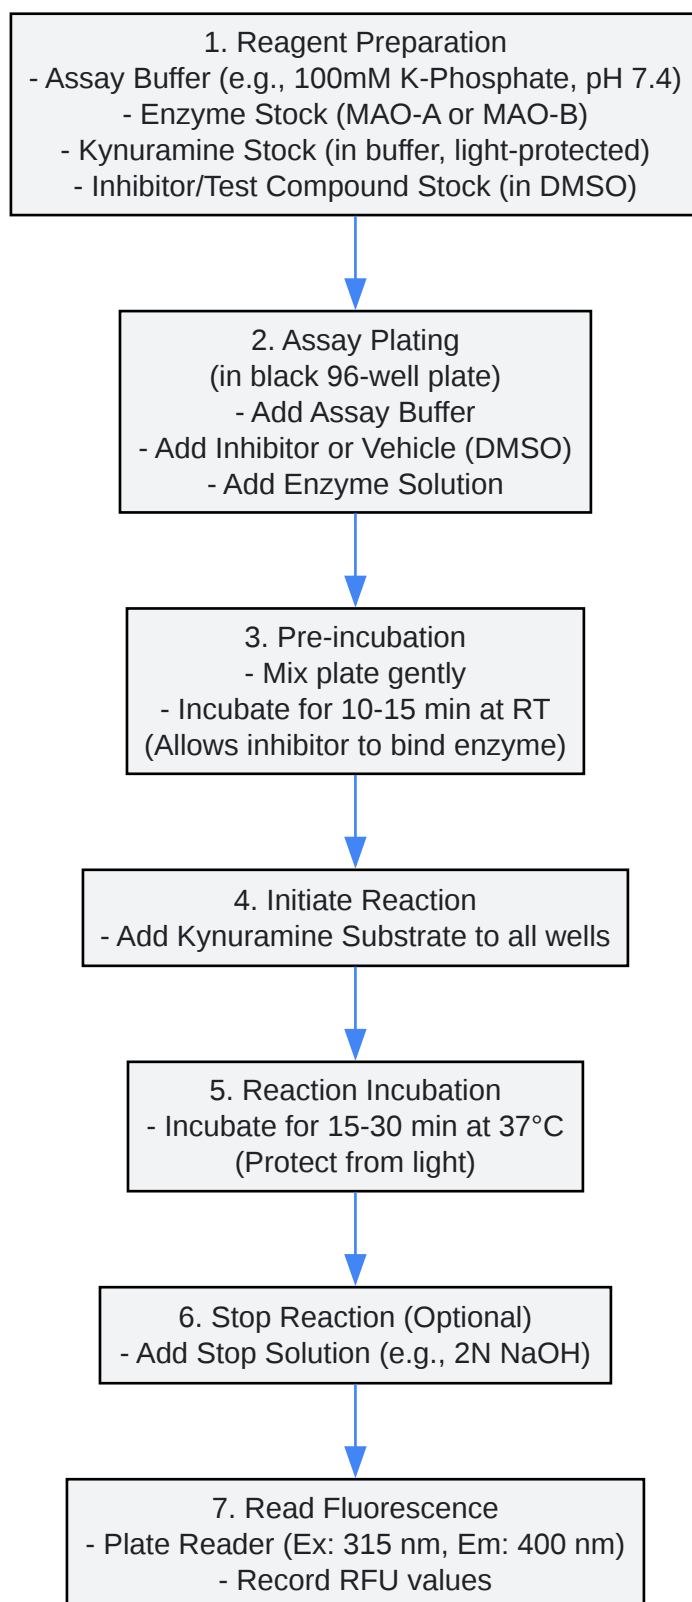 1. Reagent Preparation
- Assay Buffer (e.g., 100mM K-Phosphate, pH 7.4)
- Enzyme Stock (MAO-A or MAO-B)
- Kynuramine Stock (in buffer, light-protected)
- Inhibitor/Test Compound Stock (in DMSO)
2. Assay Plating
(in black 96-well plate)
- Add Assay Buffer
- Add Inhibitor or Vehicle (DMSO)
- Add Enzyme Solution
3. Pre-incubation
- Mix plate gently
- Incubate for 10-15 min at RT
(Allows inhibitor to bind enzyme)
4. Initiate Reaction
- Add Kynuramine Substrate to all wells
5. Reaction Incubation
- Incubate for 15-30 min at 37°C
(Protect from light)
6. Stop Reaction (Optional)
- Add Stop Solution (e.g., 2N NaOH)
7. Read Fluorescence
- Plate Reader (Ex: 315 nm, Em: 400 nm)
- Record RFU values